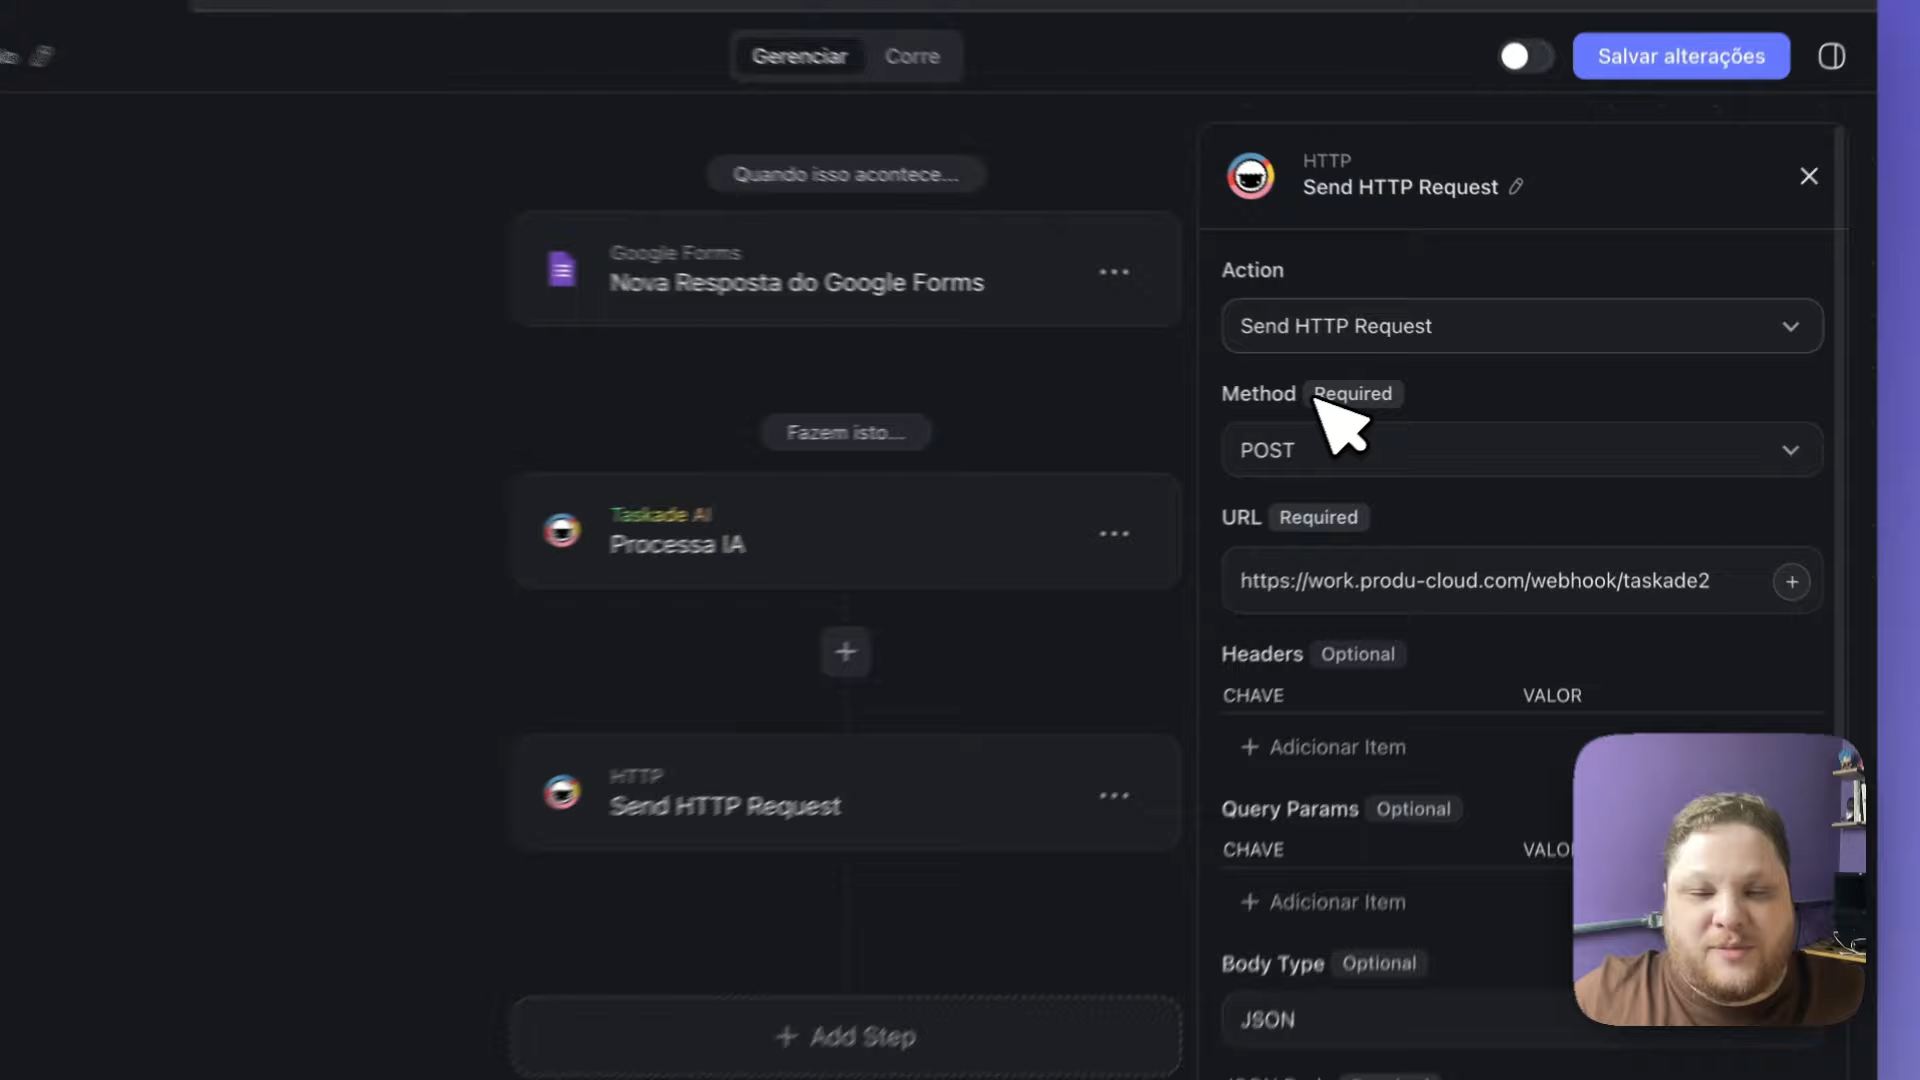 Gerenciar
Corre
Salvar alterações
Quando isso acontece...
Google Forms
Nova Resposta do Google Forms
Fazem isto...
Taskade AI
Processa IA
HTTP
Send HTTP Request
Add Step
HTTP
Send HTTP Request
Action
Send HTTP Request
Method Required
POST
URL Required
https://work.produ-cloud.com/webhook/taskade2
Headers Optional
CHAVE VALOR
Adicionar Item
Query Params Optional
CHAVE
Adicionar Item
Body Type Optional
JSON